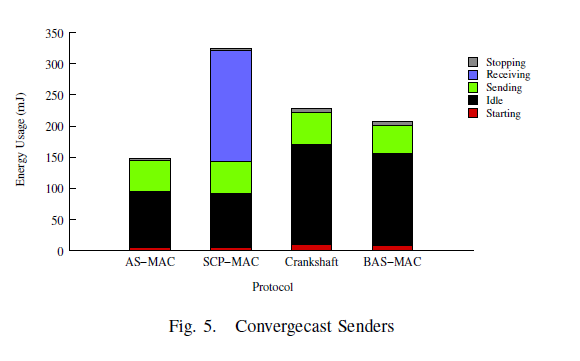 350
300
250
200
150
100
50
0
Energy Usage (mJ)
Stopping
Receiving
Sending
Idle
Starting
AS−MAC SCP−MAC Crankshaft BAS−MAC
Protocol
Fig. 5. Convergecast Senders